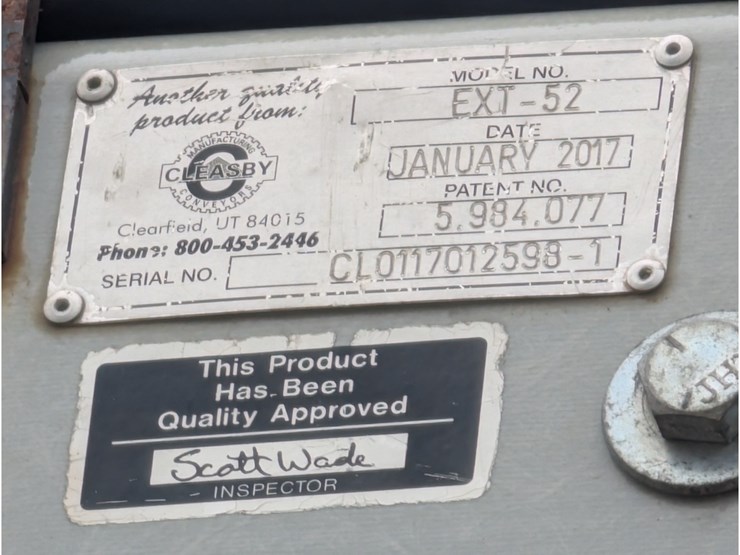 Another quality
product from:
MANUFACTURING
CLEASBY
CONVEYORS
Clearfield, UT 84015
Phone: 800-453-2446
MODEL NO.
EXT-52
DATE
JANUARY 2017
PATENT NO.
5.984.077
SERIAL NO. CL0117012598-1
This Product
Has Been
Quality Approved
Scott Wade
INSPECTOR
JH